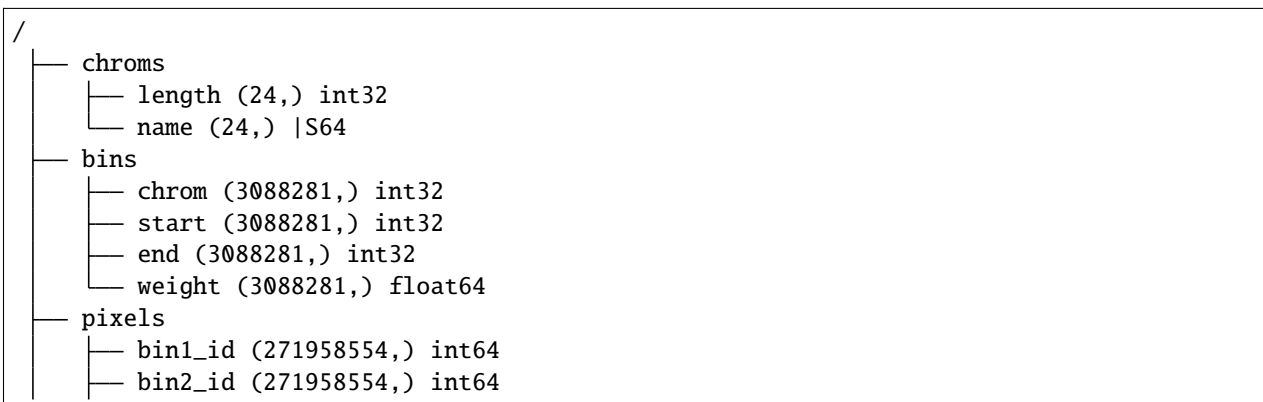 /
├── chroms
│   ├── length (24,) int32
│   └── name (24,) |S64
├── bins
│   ├── chrom (3088281,) int32
│   ├── start (3088281,) int32
│   ├── end (3088281,) int32
│   └── weight (3088281,) float64
├── pixels
│   ├── bin1_id (271958554,) int64
│   ├── bin2_id (271958554,) int64